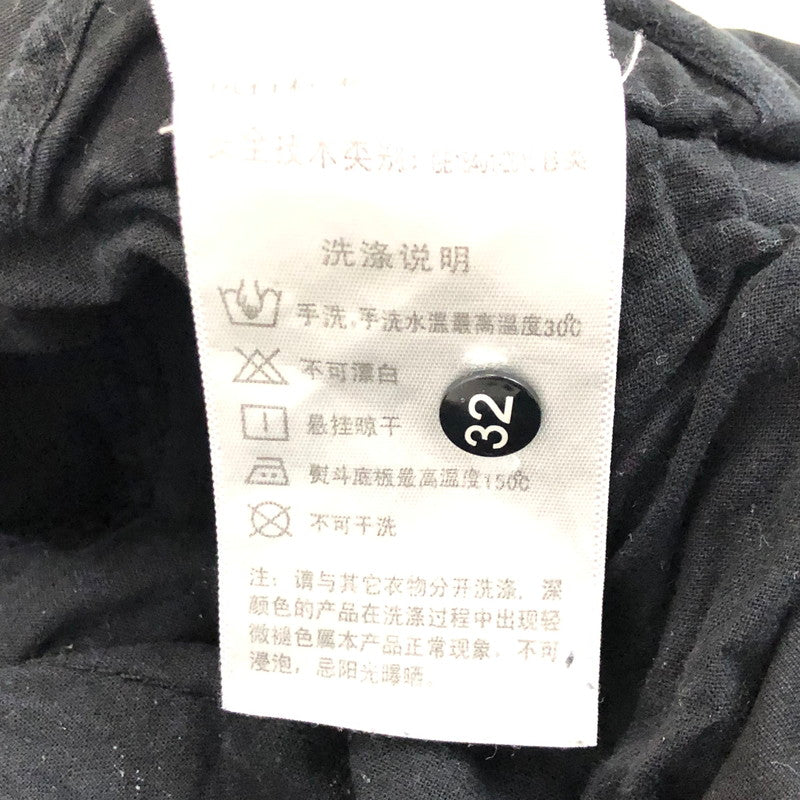 洗涤说明
手洗,手洗水温最高温度30℃
不可漂白
悬挂晾干
熨斗底板最高温度150℃
不可干洗
32
注：请与其它衣物分开洗涤，深
颜色的产品在洗涤过程中出现轻
微褪色属本产品正常现象，不可
浸泡，忌阳光曝晒。